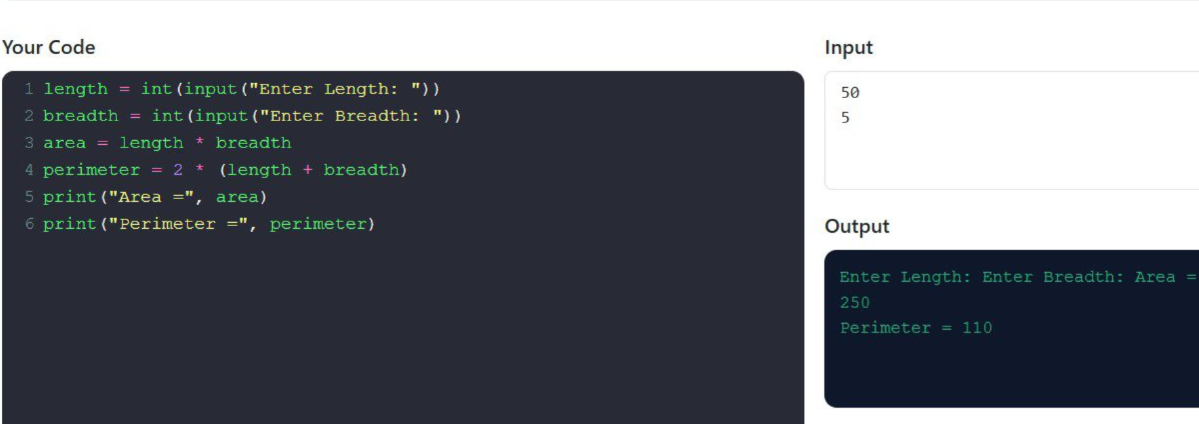 Your Code
1 length = int(input("Enter Length: "))
2 breadth = int(input("Enter Breadth: "))
3 area = length * breadth
4 perimeter = 2 * (length + breadth)
5 print("Area =", area)
6 print("Perimeter =", perimeter)
Input
50
5
Output
Enter Length: Enter Breadth: Area =
250
Perimeter = 110